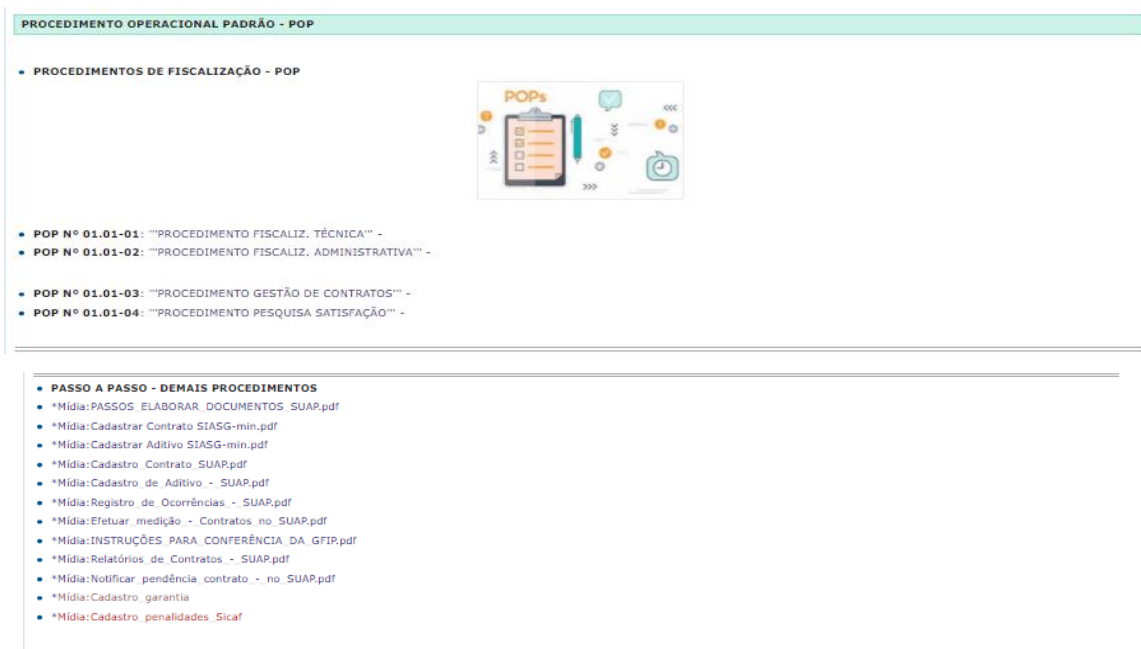 PROCEDIMENTO OPERACIONAL PADRÃO - POP
PROCEDIMENTOS DE FISCALIZAÇÃO - POP
POPs
POP Nº 01.01-01: '"PROCEDIMENTO FISCALIZ. TÉCNICA'" -
POP Nº 01.01-02: '"PROCEDIMENTO FISCALIZ. ADMINISTRATIVA'" -
POP Nº 01.01-03: '"PROCEDIMENTO GESTÃO DE CONTRATOS'" -
POP Nº 01.01-04: '"PROCEDIMENTO PESQUISA SATISFAÇÃO'" -
PASSO A PASSO - DEMAIS PROCEDIMENTOS
*Mídia:PASSOS_ELABORAR_DOCUMENTOS_SUAP.pdf
*Mídia:Cadastrar Contrato SIASG-min.pdf
*Mídia:Cadastrar Aditivo SIASG-min.pdf
*Mídia:Cadastro_Contrato_SUAP.pdf
*Mídia:Cadastro_de_Aditivo_-_SUAP.pdf
*Mídia:Registro_de_Ocorrências_-_SUAP.pdf
*Mídia:Efetuar_medição_-_Contratos_no_SUAP.pdf
*Mídia:INSTRUÇÕES_PARA_CONFERÊNCIA_DA_GFIP.pdf
*Mídia:Relatórios_de_Contratos_-_SUAP.pdf
*Mídia:Notificar_pendência_contrato_-_no_SUAP.pdf
*Mídia:Cadastro_garantia
*Mídia:Cadastro_penalidades_Sicaf